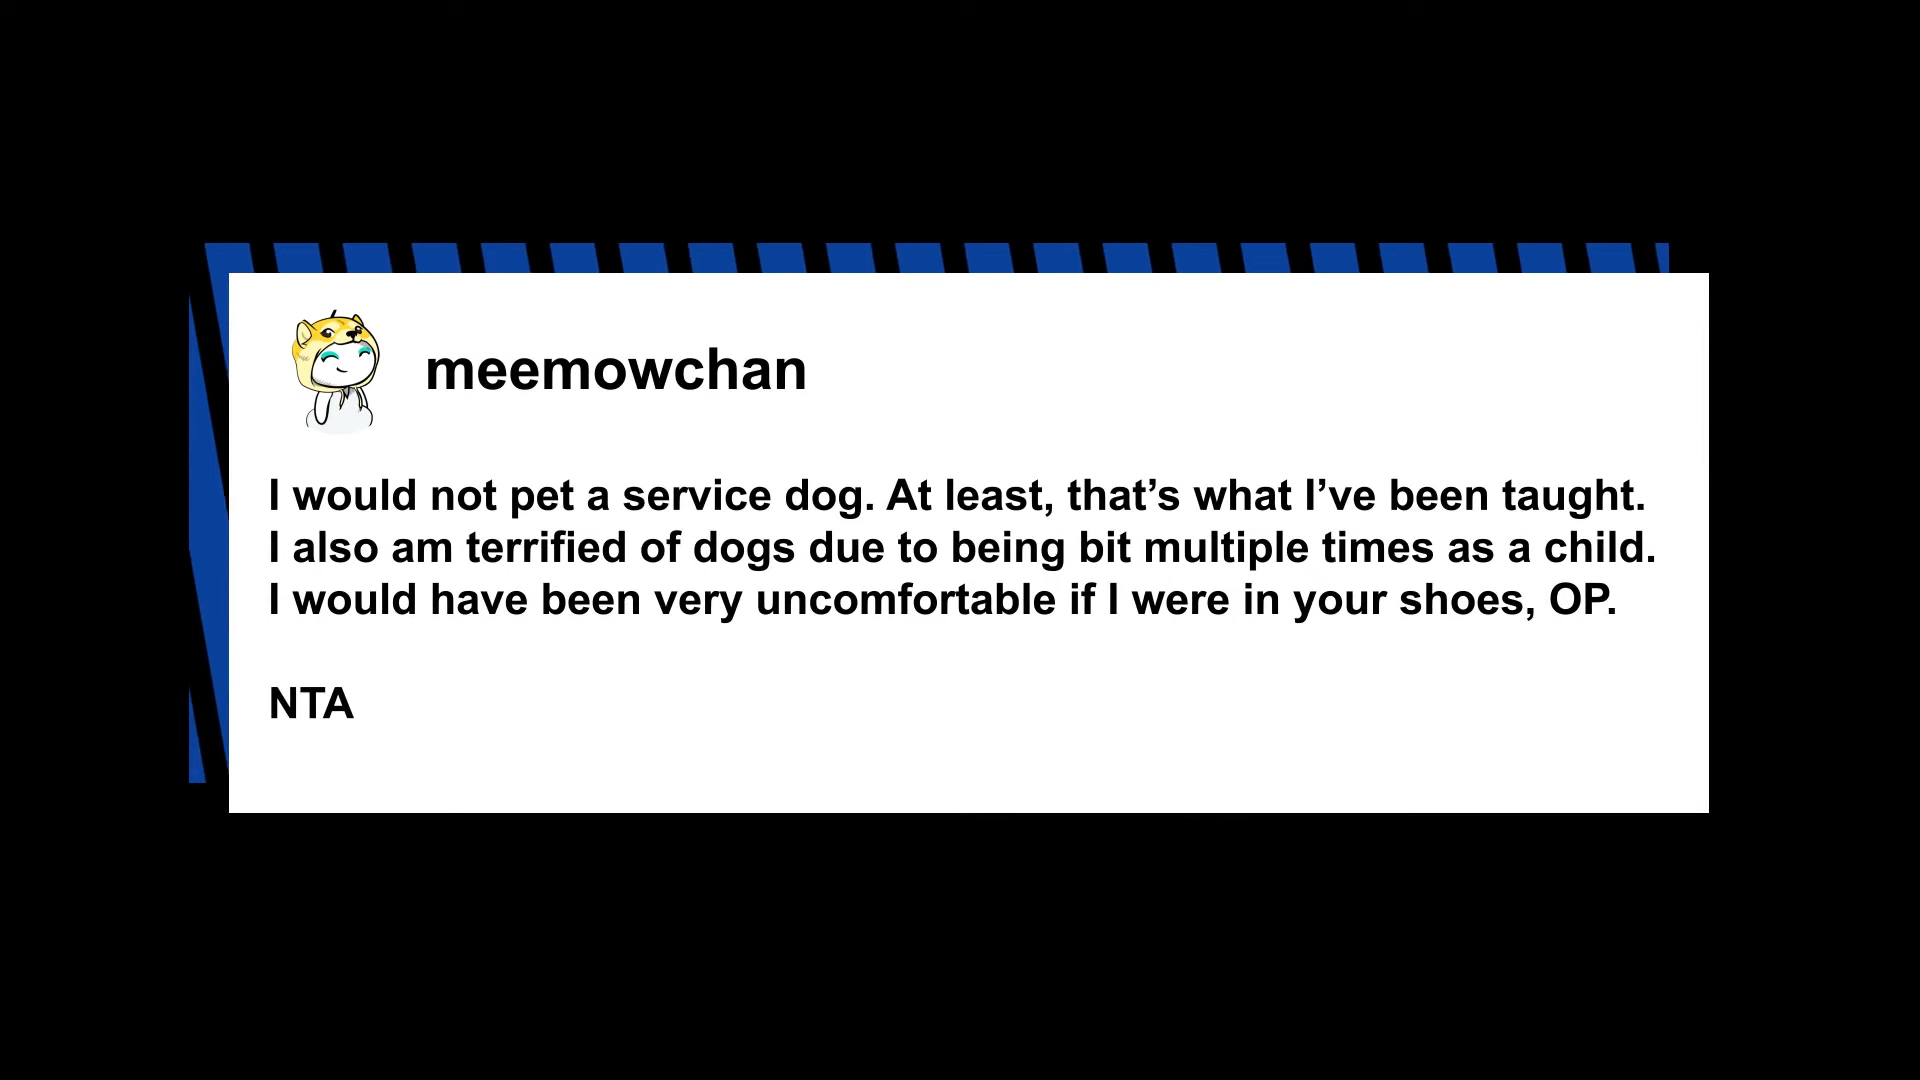 meemowchan
I would not pet a service dog. At least, that’s what I’ve been taught.
I also am terrified of dogs due to being bit multiple times as a child.
I would have been very uncomfortable if I were in your shoes, OP.
NTA